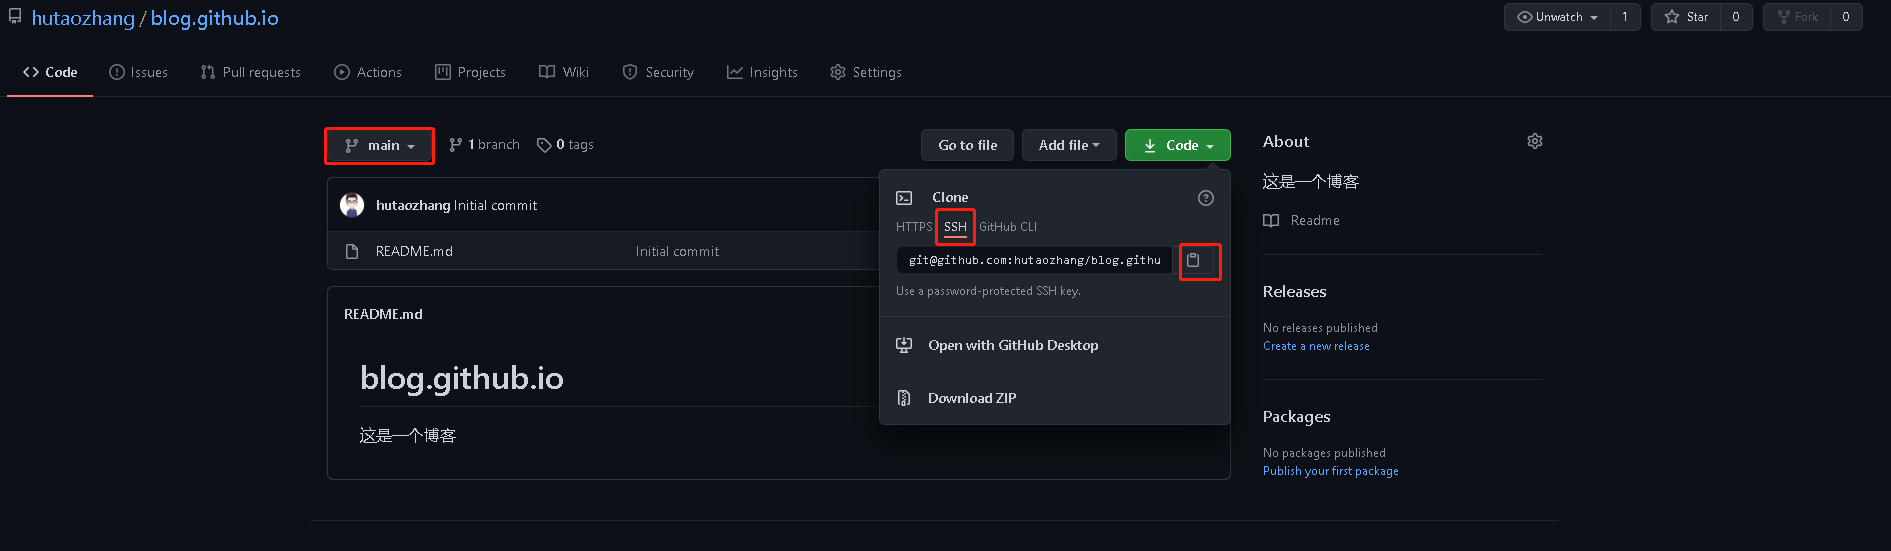 hutaozhang / blog.github.io
Unwatch 1
Star 0
Fork 0
Code
Issues
Pull requests
Actions
Projects
Wiki
Security
Insights
Settings
main
1 branch
0 tags
Go to file
Add file
Code
hutaozhang Initial commit
README.md Initial commit
README.md
blog.github.io
这是一个博客
Clone
HTTPS SSH GitHub CLI
git@github.com:hutaozhang/blog.githu
Use a password-protected SSH key.
Open with GitHub Desktop
Download ZIP
About
这是一个博客
Readme
Releases
No releases published
Create a new release
Packages
No packages published
Publish your first package